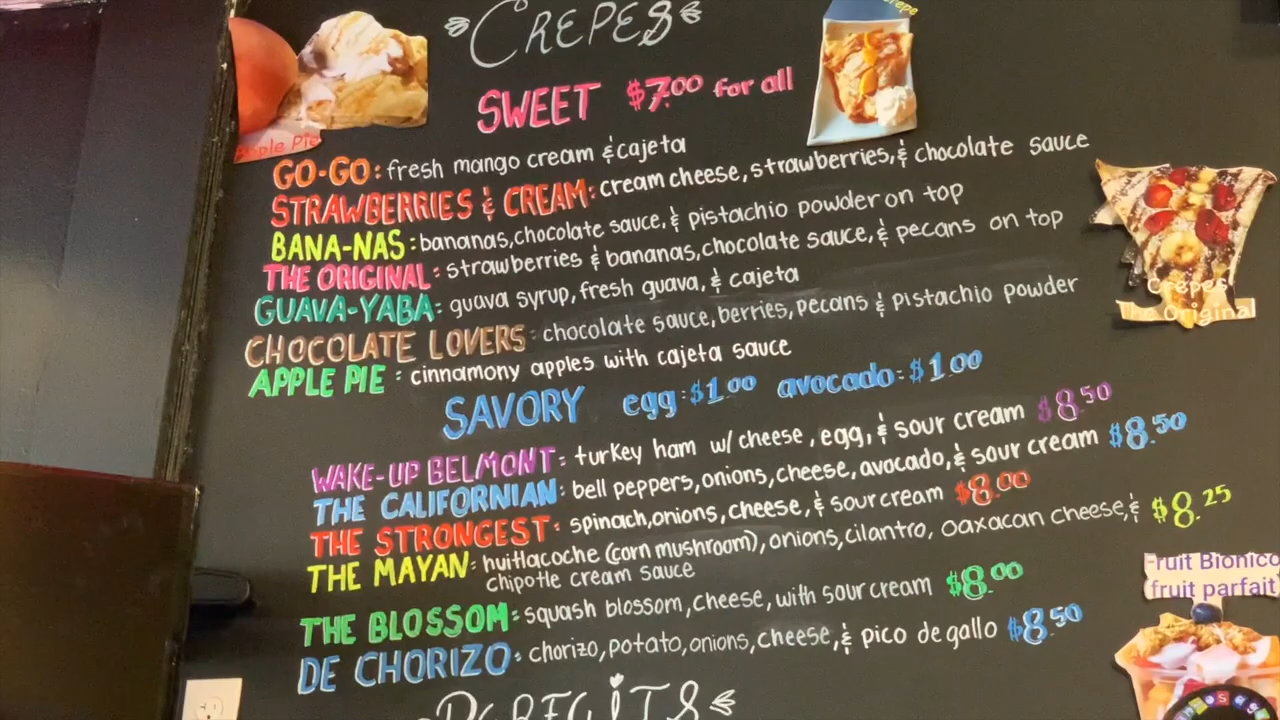 CREPES
SWEET $7.00 for all
Apple Pie
GO-GO: fresh mango cream & cajeta
STRAWBERRIES & CREAM: cream cheese, strawberries, & chocolate sauce
BANA-NAS: bananas, chocolate sauce, & pistachio powder on top
THE ORIGINAL: strawberries & bananas, chocolate sauce, & pecans on top
GUAVA-YABA: guava syrup, fresh guava, & cajeta
CHOCOLATE LOVERS: chocolate sauce, berries, pecans & pistachio powder
APPLE PIE: cinnamony apples with cajeta sauce
Crepes
The Original
SAVORY egg: $1.00 avocado: $1.00
WAKE-UP BELMONT: turkey ham w/ cheese, egg, & sour cream $8.50
THE CALIFORNIAN: bell peppers, onions, cheese, avocado, & sour cream $8.50
THE STRONGEST: spinach, onions, cheese, & sour cream $8.00
THE MAYAN: huitlacoche (corn mushroom), onions, cilantro, oaxacan cheese, & $8.25
chipotle cream sauce
THE BLOSSOM: squash blossom, cheese, with sour cream $8.00
DE CHORIZO: chorizo, potato, onions, cheese, & pico de gallo $8.50
Fruit Bionico
fruit parfait